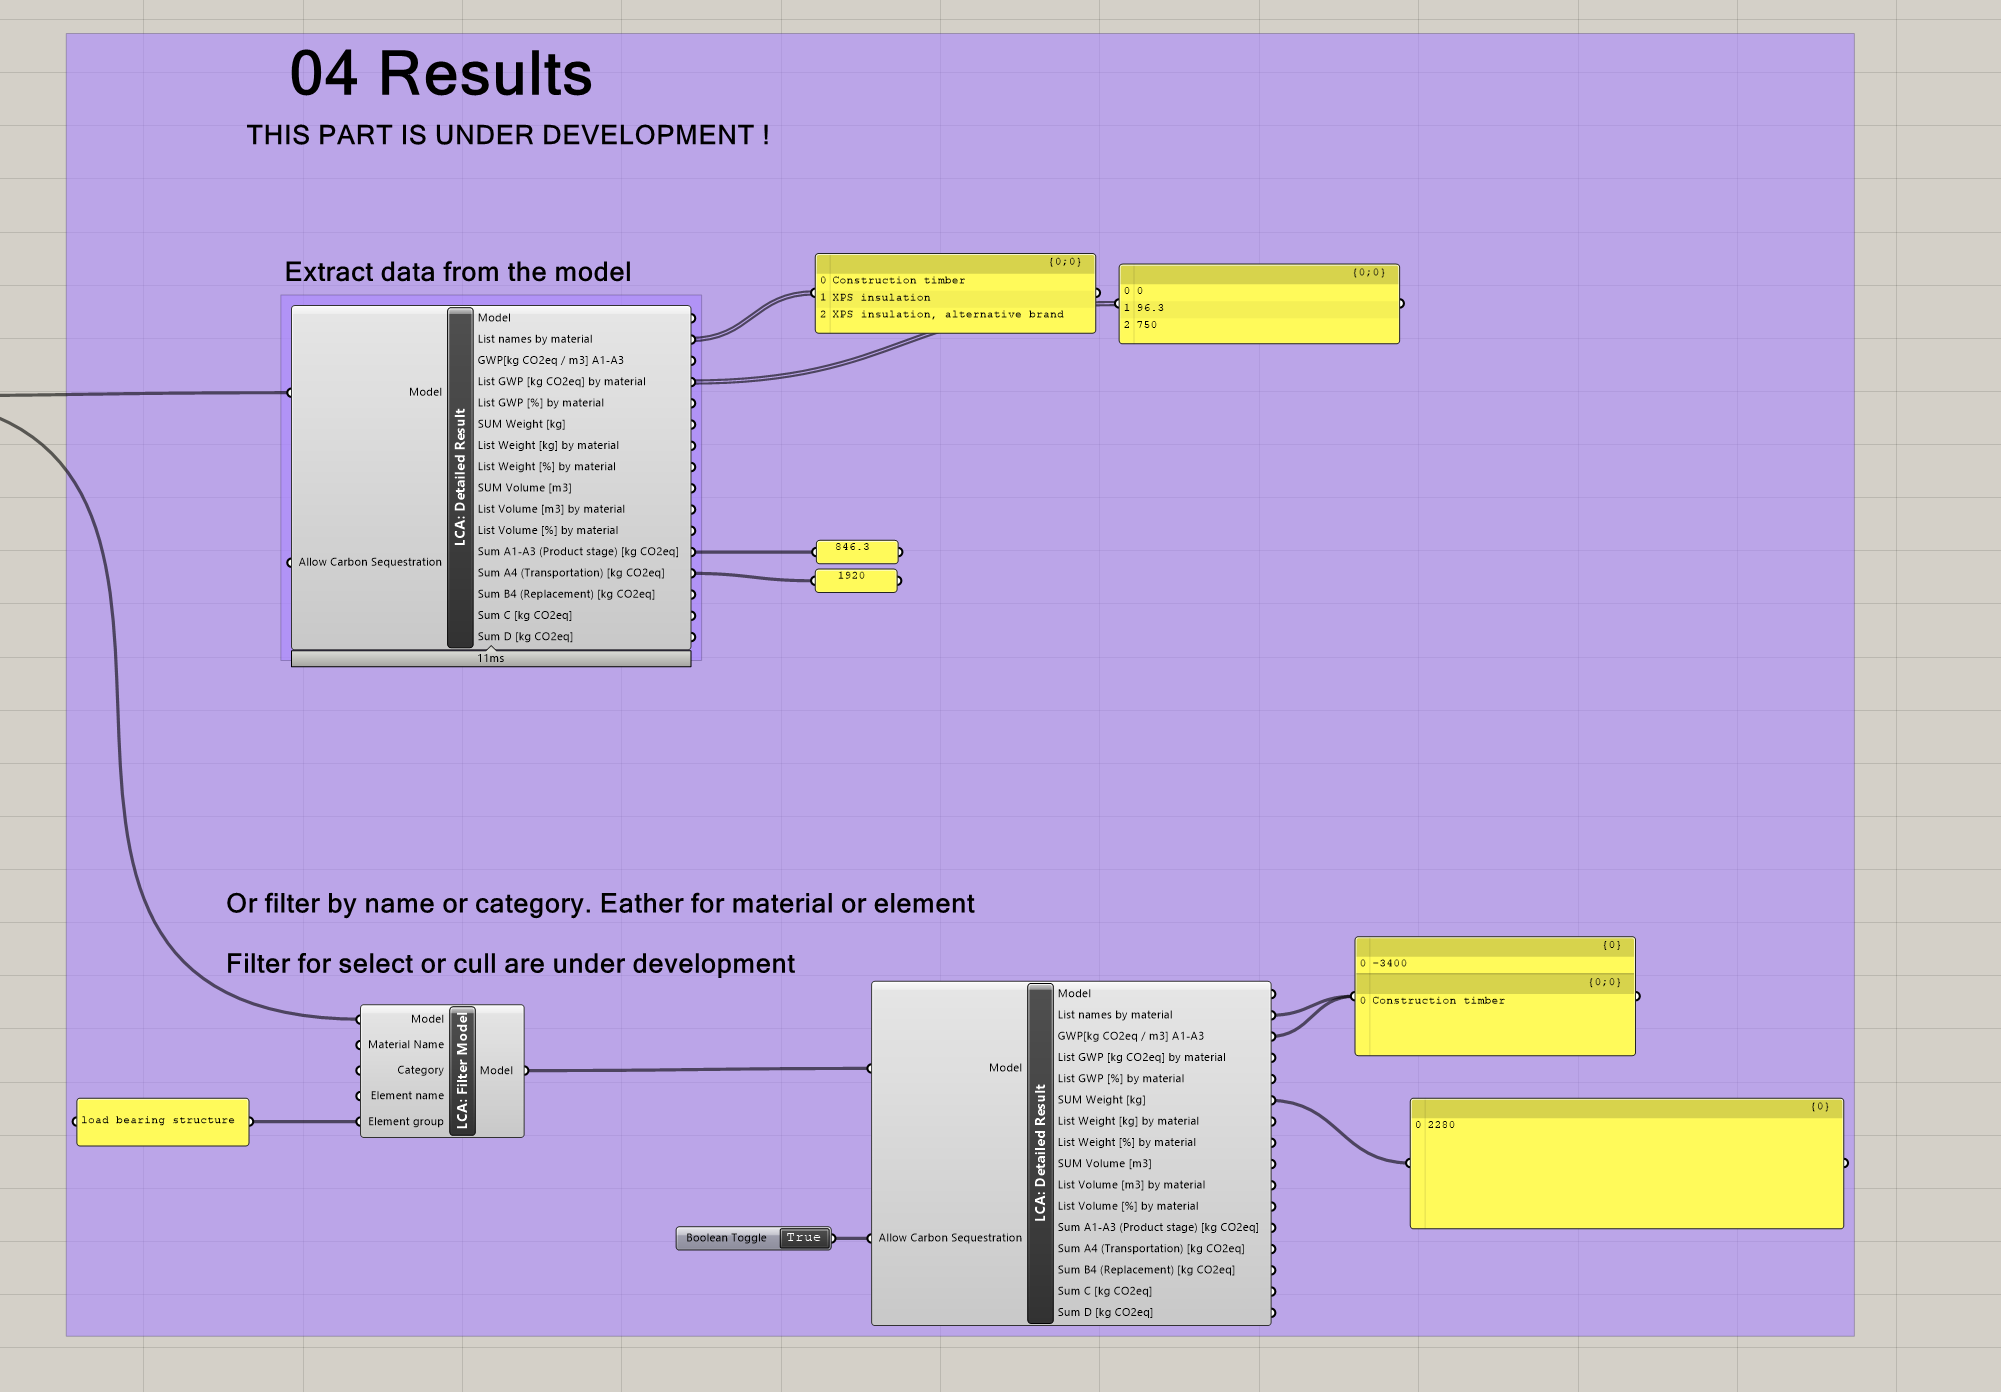 04 Results
THIS PART IS UNDER DEVELOPMENT !
Extract data from the model
Model
Allow Carbon Sequestration
LCA: Detailed Result
Model
List names by material
GWP[kg CO2eq / m3] A1-A3
List GWP [kg CO2eq] by material
List GWP [%] by material
SUM Weight [kg]
List Weight [kg] by material
List Weight [%] by material
SUM Volume [m3]
List Volume [m3] by material
List Volume [%] by material
Sum A1-A3 (Product stage) [kg CO2eq]
Sum A4 (Transportation) [kg CO2eq]
Sum B4 (Replacement) [kg CO2eq]
Sum C [kg CO2eq]
Sum D [kg CO2eq]
11ms
{0;0}
0 Construction timber
1 XPS insulation
2 XPS insulation, alternative brand
{0;0}
0 0
1 96.3
2 750
846.3
1920
Or filter by name or category. Eather for material or element
Filter for select or cull are under development
load bearing structure
Model
Material Name
Category
Element name
Element group
LCA: Filter Model
Model
Boolean Toggle True
Model
Allow Carbon Sequestration
LCA: Detailed Result
Model
List names by material
GWP[kg CO2eq / m3] A1-A3
List GWP [kg CO2eq] by material
List GWP [%] by material
SUM Weight [kg]
List Weight [kg] by material
List Weight [%] by material
SUM Volume [m3]
List Volume [m3] by material
List Volume [%] by material
Sum A1-A3 (Product stage) [kg CO2eq]
Sum A4 (Transportation) [kg CO2eq]
Sum B4 (Replacement) [kg CO2eq]
Sum C [kg CO2eq]
Sum D [kg CO2eq]
{0}
0 -3400
{0;0}
0 Construction timber
{0}
0 2280